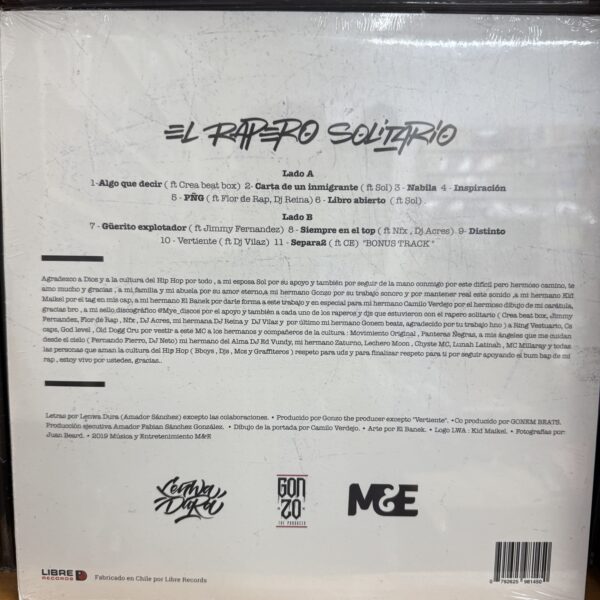 EL RAPERO SOLITARIO
Lado A
1-Algo que decir ( ft Crea beat box) 2- Carta de un inmigrante ( ft Sol) 3 - Nabila 4 - Inspiración
5 - PÑG ( ft Flor de Rap, Dj Reina) 6 - Libro abierto ( ft Sol) .
Lado B
7 - Güerito explotador ( ft Jimmy Fernandez) 8 - Siempre en el top ( ft Nfx , Dj Acres) 9- Distinto
10 - Vertiente ( ft Dj Vilaz) 11 - Separaß ( ft CE) "BONUS TRACK "
Agradezco a Dios y a la cultura del Hip Hop por todo , a mi esposa Sol por su apoyo y también por seguir de la mano conmigo por este dificil pero hermoso camino, te
amo mucho y gracias , a mi familia y mi abuela por su amor eterno,a mi hermano Gonzo por su trabajo sonoro y por mantener real este sonido ,a mi hermano Kid
Maikel por el tag en mis cap, a mi hermano El Banek por darte forma a este trabajo y en especial para mi hermano Camilo Verdejo por el hermoso dibujo de mi carátula,
gracias bro , a mi sello,discográfico @Mye_discos por el apoyo y también a cada uno de los raperos y djs que estuvieron con el rapero solitario ( Crea beat box, Jimmy
Fernandez, Flor de Rap , Nfx , DJ Acres, mi hermana DJ Reina y DJ Vilaz y por último mi hermano Gonem beats, agradecido por tu trabajo hno ) a Ring Vestuario, Cs
caps, God level , Old Dogg Cru por vestir a este MC a los hermanos y compañeros de la cultura : Movimiento Original , Panteras Negras, a mis ángeles que me cuidan
desde el cielo ( Fernando Fierro, DJ Neto) mi hermano del Alma DJ Ed Vundy, mi hermano Zaturno, Lechero Moon , Chyste MC, Lunah Latinah , MC Millaray y todas
las personas que aman la cultura del Hip Hop ( Bboys , Djs , Mcs y Graffiteros ) respeto para uds y para finalizar respeto para ti por seguir apoyando el bum bap de mi
rap , estoy vivo por ustedes, gracias..
Letras por Lenwa Dura (Amador Sánchez) excepto las colaboraciones. • Producido por Gonzo the producer excepto "Vertiente". •Co producido por GONEM BEATS.
Producción ejecutiva Amador Fabian Sánchez González. • Dibujo de la portada por Camilo Verdejo. • Arte por El Banek. • Logo LWA : Kid Maikel. • Fotografias por
Juan Beard. • 2019 Música y Entretenimiento M&E
Lenwa
Dura
GON
ZO
THE PRODUCER
M&E
LIBRE
RECORDS
Fabricado en Chile por Libre Records
0 792625 981450